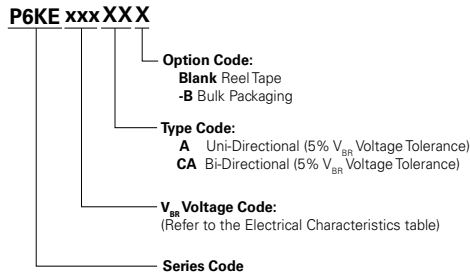 P6KE xxx XX X
Option Code:
Blank Reel Tape
-B Bulk Packaging
Type Code:
A Uni-Directional (5% VBR Voltage Tolerance)
CA Bi-Directional (5% VBR Voltage Tolerance)
VBR Voltage Code:
(Refer to the Electrical Characteristics table)
Series Code